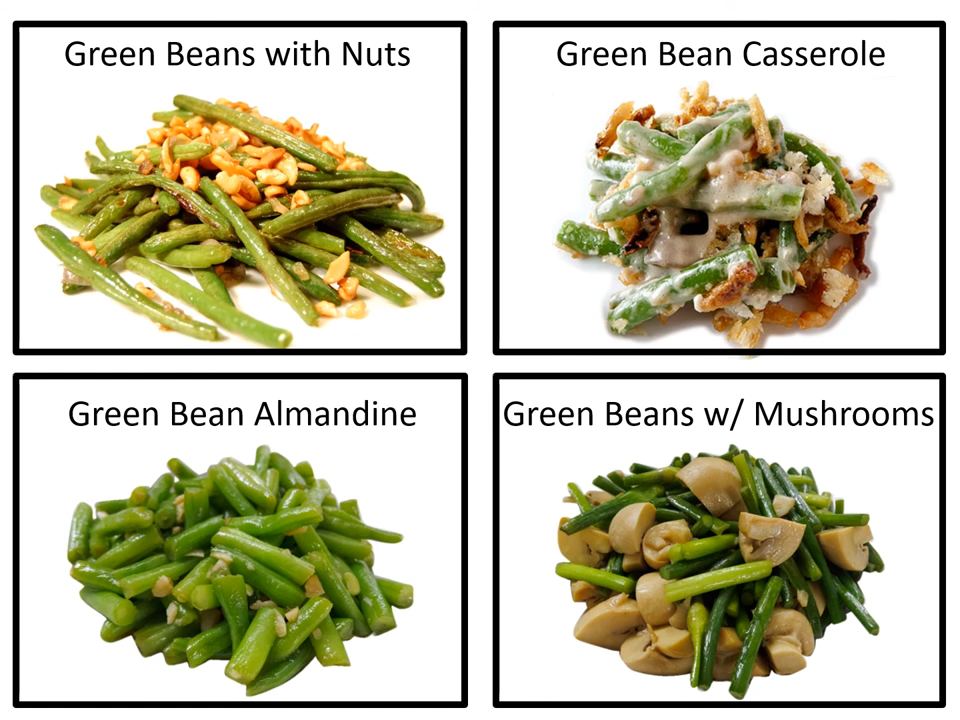 Green Beans with Nuts
Green Bean Casserole
Green Bean Almandine
Green Beans w/ Mushrooms